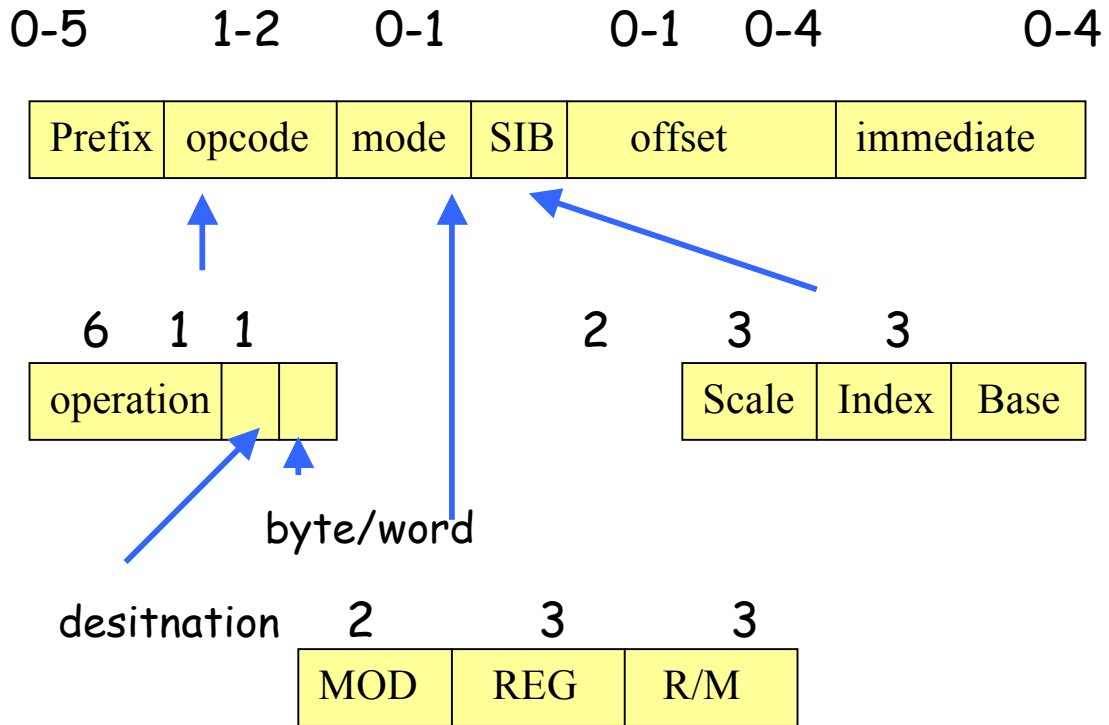 0-5 1-2 0-1 0-1 0-4 0-4
Prefix opcode mode SIB offset immediate
6 1 1 2 3 3
operation Scale Index Base
byte/word
desitnation 2 3 3
MOD REG R/M